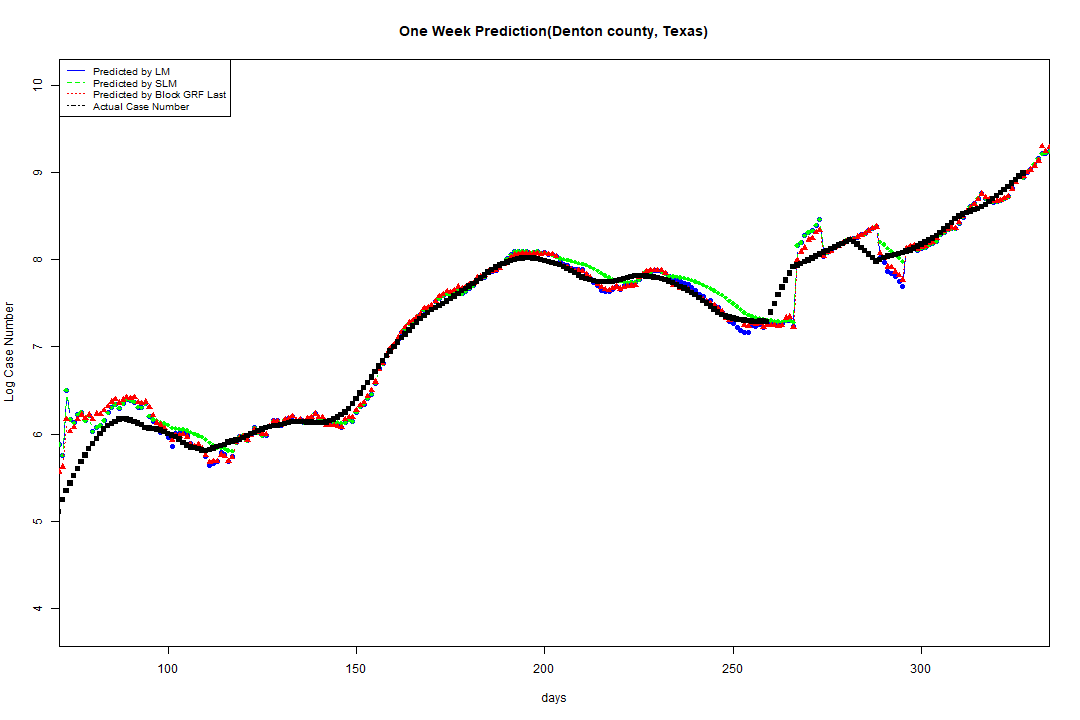 One Week Prediction(Denton county, Texas)
Predicted by LM
Predicted by SLM
Predicted by Block GRF Last
Actual Case Number
10
9
8
7
6
5
4
Log Case Number
100 150 200 250 300
days